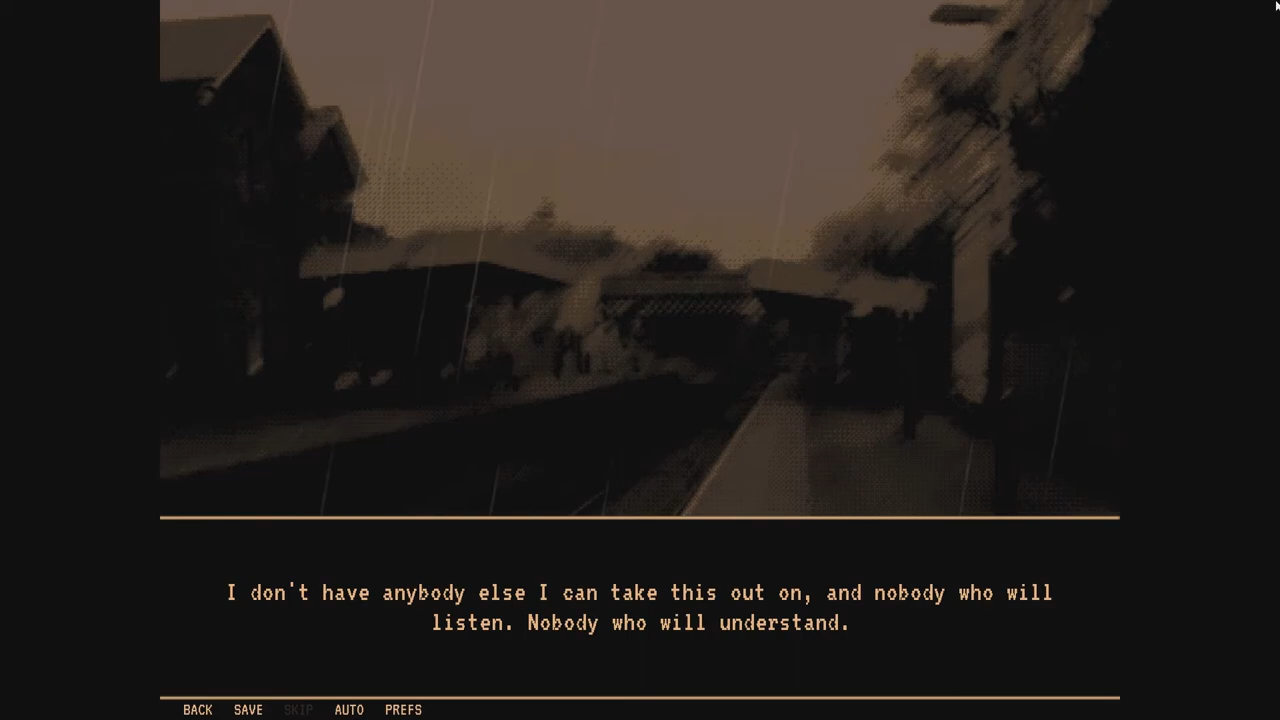 I don't have anybody else I can take this out on, and nobody who will
listen. Nobody who will understand.
BACK SAVE SKIP AUTO PREFS